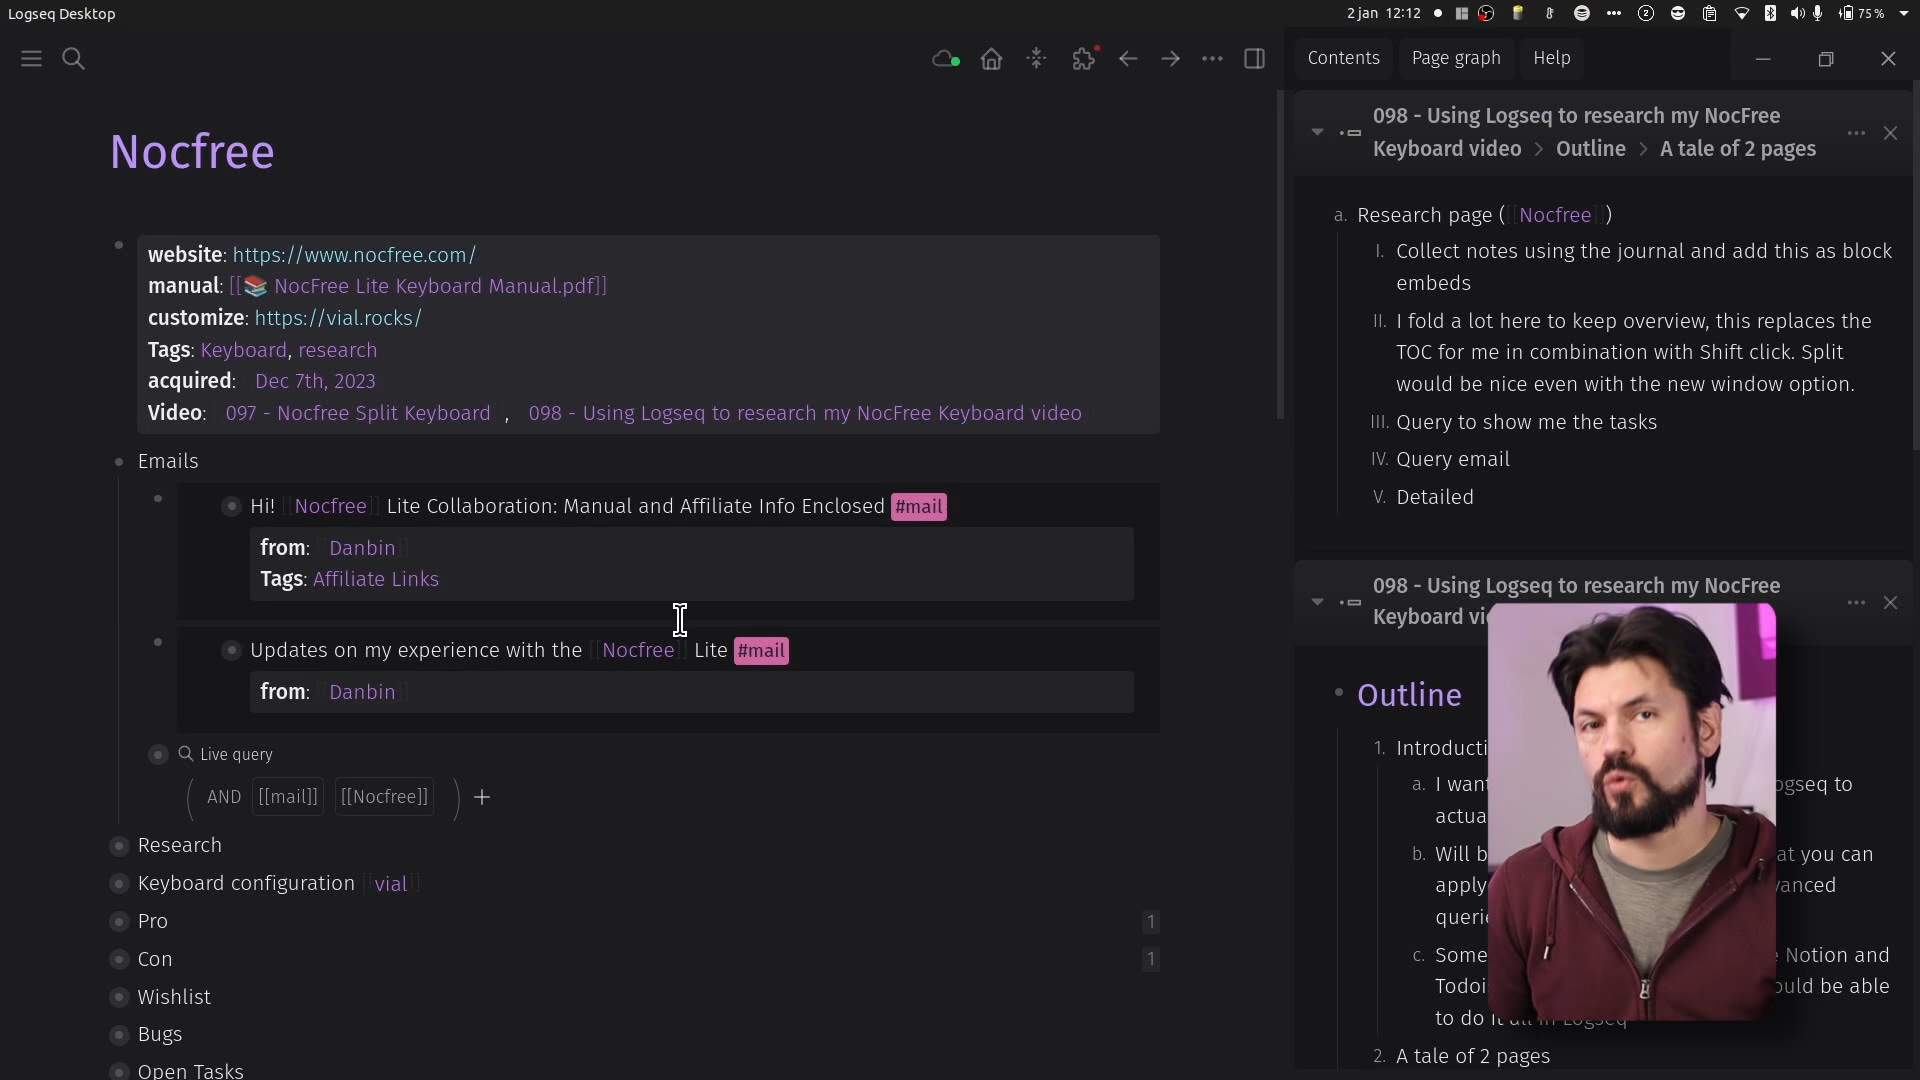 Logseq Desktop
2 jan 12:12
75%
Contents
Page graph
Help
Nocfree
website: https://www.nocfree.com/
manual: [[📚 NocFree Lite Keyboard Manual.pdf]]
customize: https://vial.rocks/
Tags: Keyboard, research
acquired: Dec 7th, 2023
Video: 097 - Nocfree Split Keyboard , 098 - Using Logseq to research my NocFree Keyboard video
Emails
Hi! [[Nocfree]] Lite Collaboration: Manual and Affiliate Info Enclosed #mail
from: Danbin
Tags: Affiliate Links
Updates on my experience with the [[Nocfree]] Lite #mail
from: Danbin
Live query
( AND [[mail]] [[Nocfree]] ) +
Research
Keyboard configuration [[vial]]
Pro 1
Con 1
Wishlist
Bugs
Open Tasks
098 - Using Logseq to research my NocFree
Keyboard video > Outline > A tale of 2 pages
a. Research page ([[Nocfree]])
I. Collect notes using the journal and add this as block
embeds
II. I fold a lot here to keep overview, this replaces the
TOC for me in combination with Shift click. Split
would be nice even with the new window option.
III. Query to show me the tasks
IV. Query email
V. Detailed
098 - Using Logseq to research my NocFree
Keyboard
Outline
1.
a. I want to
b. Will you can
apply
c. Some Notion and
be able
to do it all in Logseq
2. A tale of 2 pages